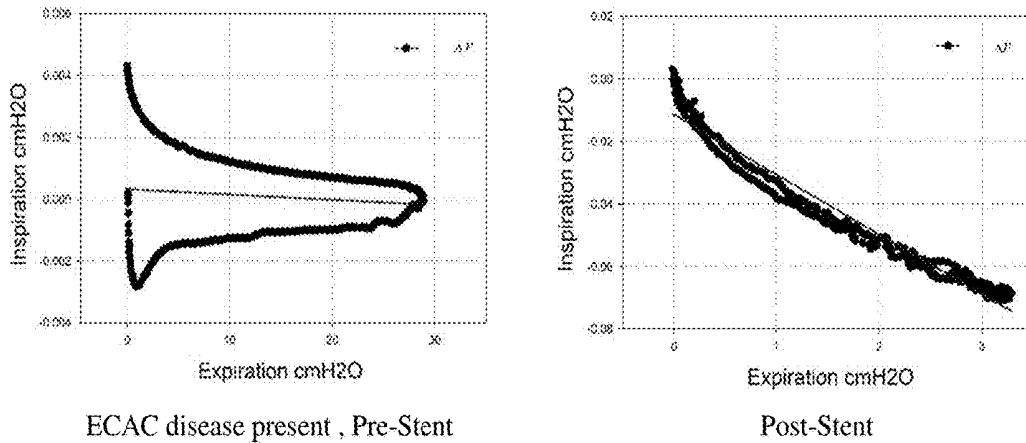 0.006
0.004
0.002
0.000
-0.002
-0.004
Inspiration cmH2O
ΔP
0
10
20
30
Expiration cmH2O
ECAC disease present , Pre-Stent
0.02
0.00
-0.02
-0.04
-0.06
-0.08
Inspiration cmH2O
ΔP
0
1
2
3
Expiration cmH2O
Post-Stent